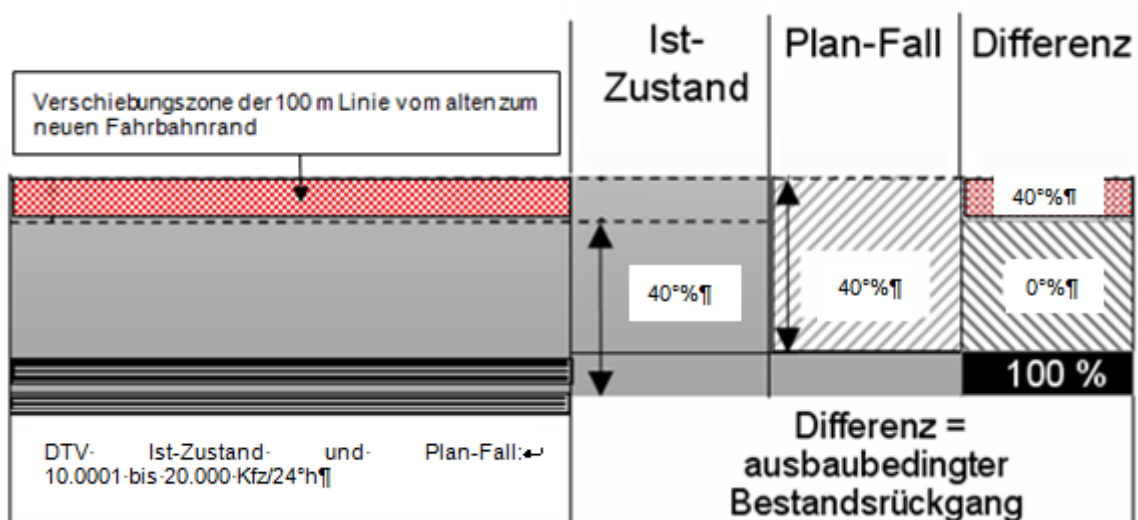 Ist-
Zustand
Plan-Fall
Differenz
Verschiebungszone der 100 m Linie vom alten zum
neuen Fahrbahnrand
40°%¶
40°%¶
40°%¶
0°%¶
100 %
DTV· Ist-Zustand· und· Plan-Fall:↵
10.0001·bis·20.000·Kfz/24°h¶
Differenz =
ausbaubedingter
Bestandsrückgang